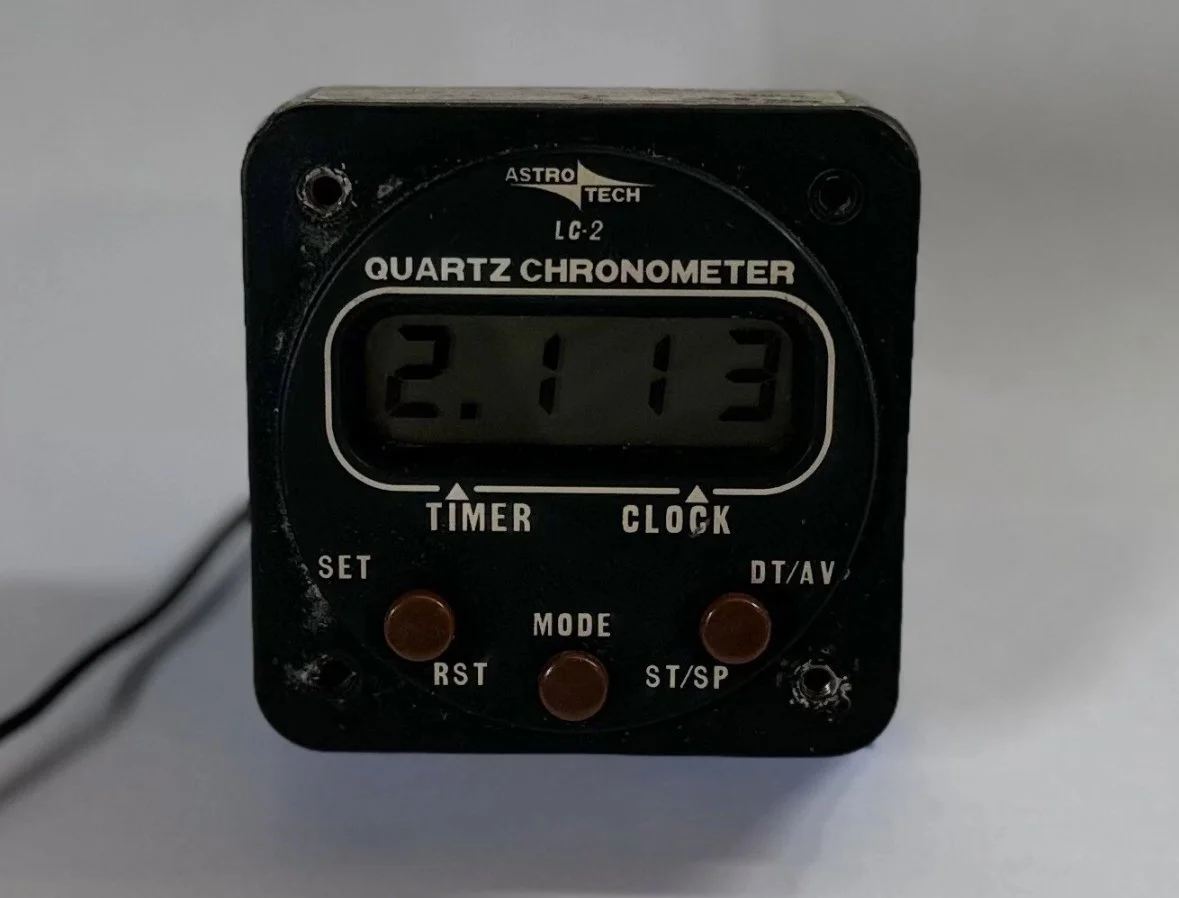 ASTRO TECH
LC-2
QUARTZ CHRONOMETER
2.113
TIMER CLOCK
SET DT/AV
MODE
RST ST/SP